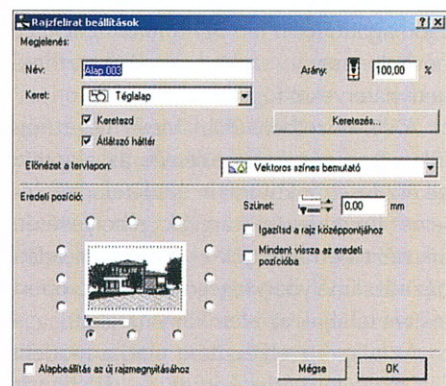 Rajzfelirat beállítások
Megjelenés:
Név: Alap 003 Arány: 100,00 %
Keret: Téglalap
Keretezd Keretezés...
Átlátszó háttér
Előnézet a tervlapon: Vektoros színes bemutató
Eredeti pozíció: Szünet: 0,00 mm
Igazítsd a rajz középpontjához
Mindent vissza az eredeti
pozícióba
Alapbeállítás az új rajzmegnyitásához Mégse OK